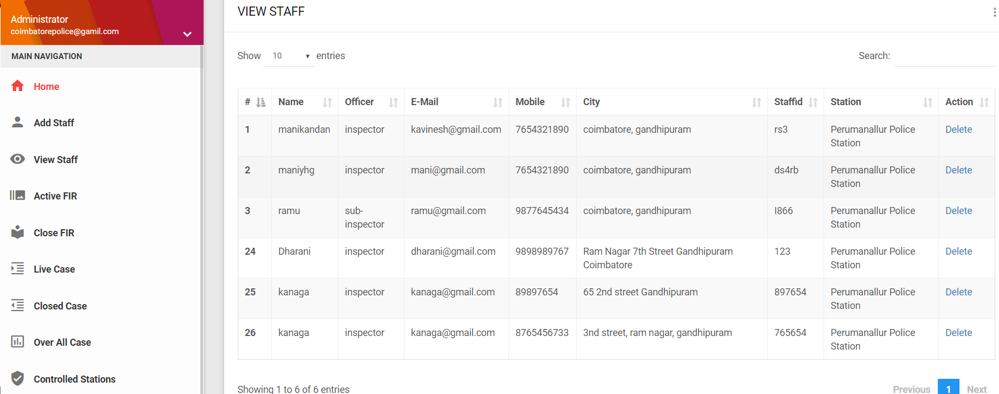 Administrator
coimbatorepolice@gamil.com
MAIN NAVIGATION
Home
Add Staff
View Staff
Active FIR
Close FIR
Live Case
Closed Case
Over All Case
Controlled Stations
VIEW STAFF
Show 10 entries
Search:
# Name Officer E-Mail Mobile City Staffid Station Action
1 manikandan inspector kavinesh@gmail.com 7654321890 coimbatore, gandhipuram rs3 Perumanallur Police Delete
Station
2 maniyhg inspector mani@gmail.com 7654321890 coimbatore, gandhipuram ds4rb Perumanallur Police Delete
Station
3 ramu sub- ramu@gmail.com 9877645434 coimbatore, gandhipuram I866 Perumanallur Police Delete
inspector Station
24 Dharani inspector dharani@gmail.com 9898989767 Ram Nagar 7th Street Gandhipuram 123 Perumanallur Police Delete
Coimbatore Station
25 kanaga inspector kanaga@gmail.com 89897654 65 2nd street Gandhipuram 897654 Perumanallur Police Delete
Station
26 kanaga inspector kanaga@gmail.com 8765456733 3nd street, ram nagar, gandhipuram 765654 Perumanallur Police Delete
Station
Showing 1 to 6 of 6 entries
Previous 1 Next